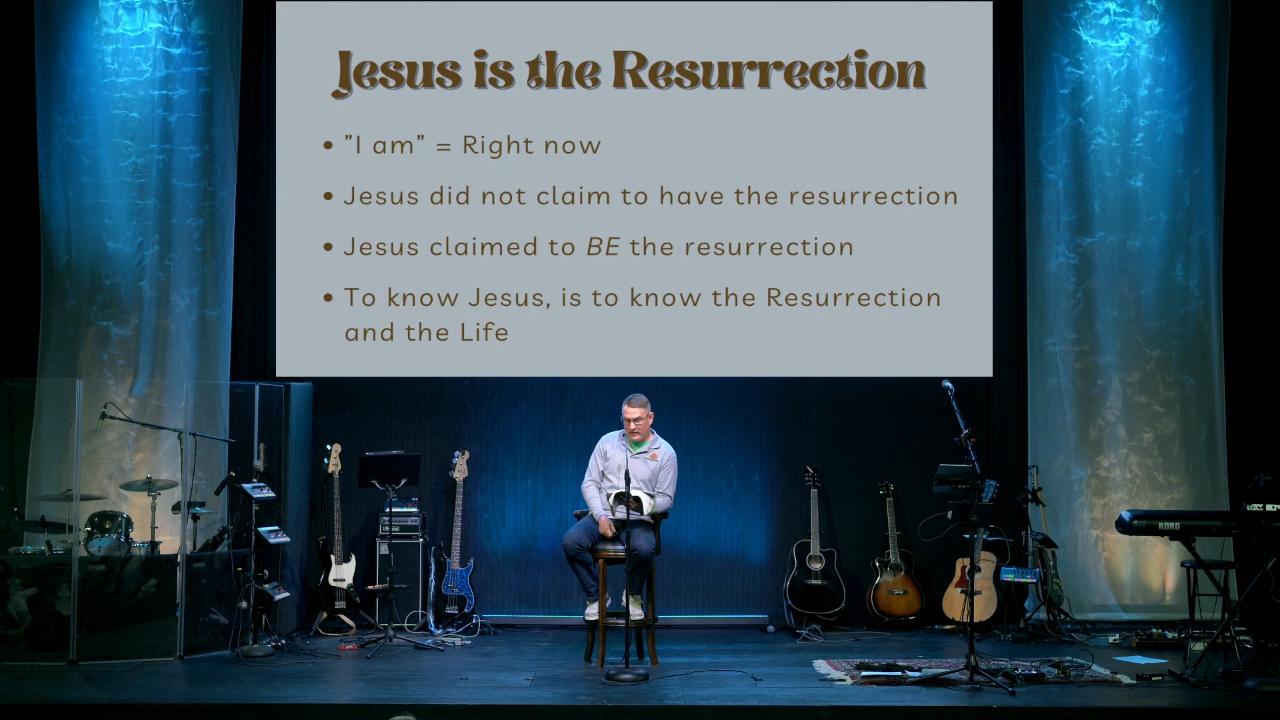 Jesus is the Resurrection
• ”I am” = Right now
• Jesus did not claim to have the resurrection
• Jesus claimed to BE the resurrection
• To know Jesus, is to know the Resurrection
and the Life
KORG